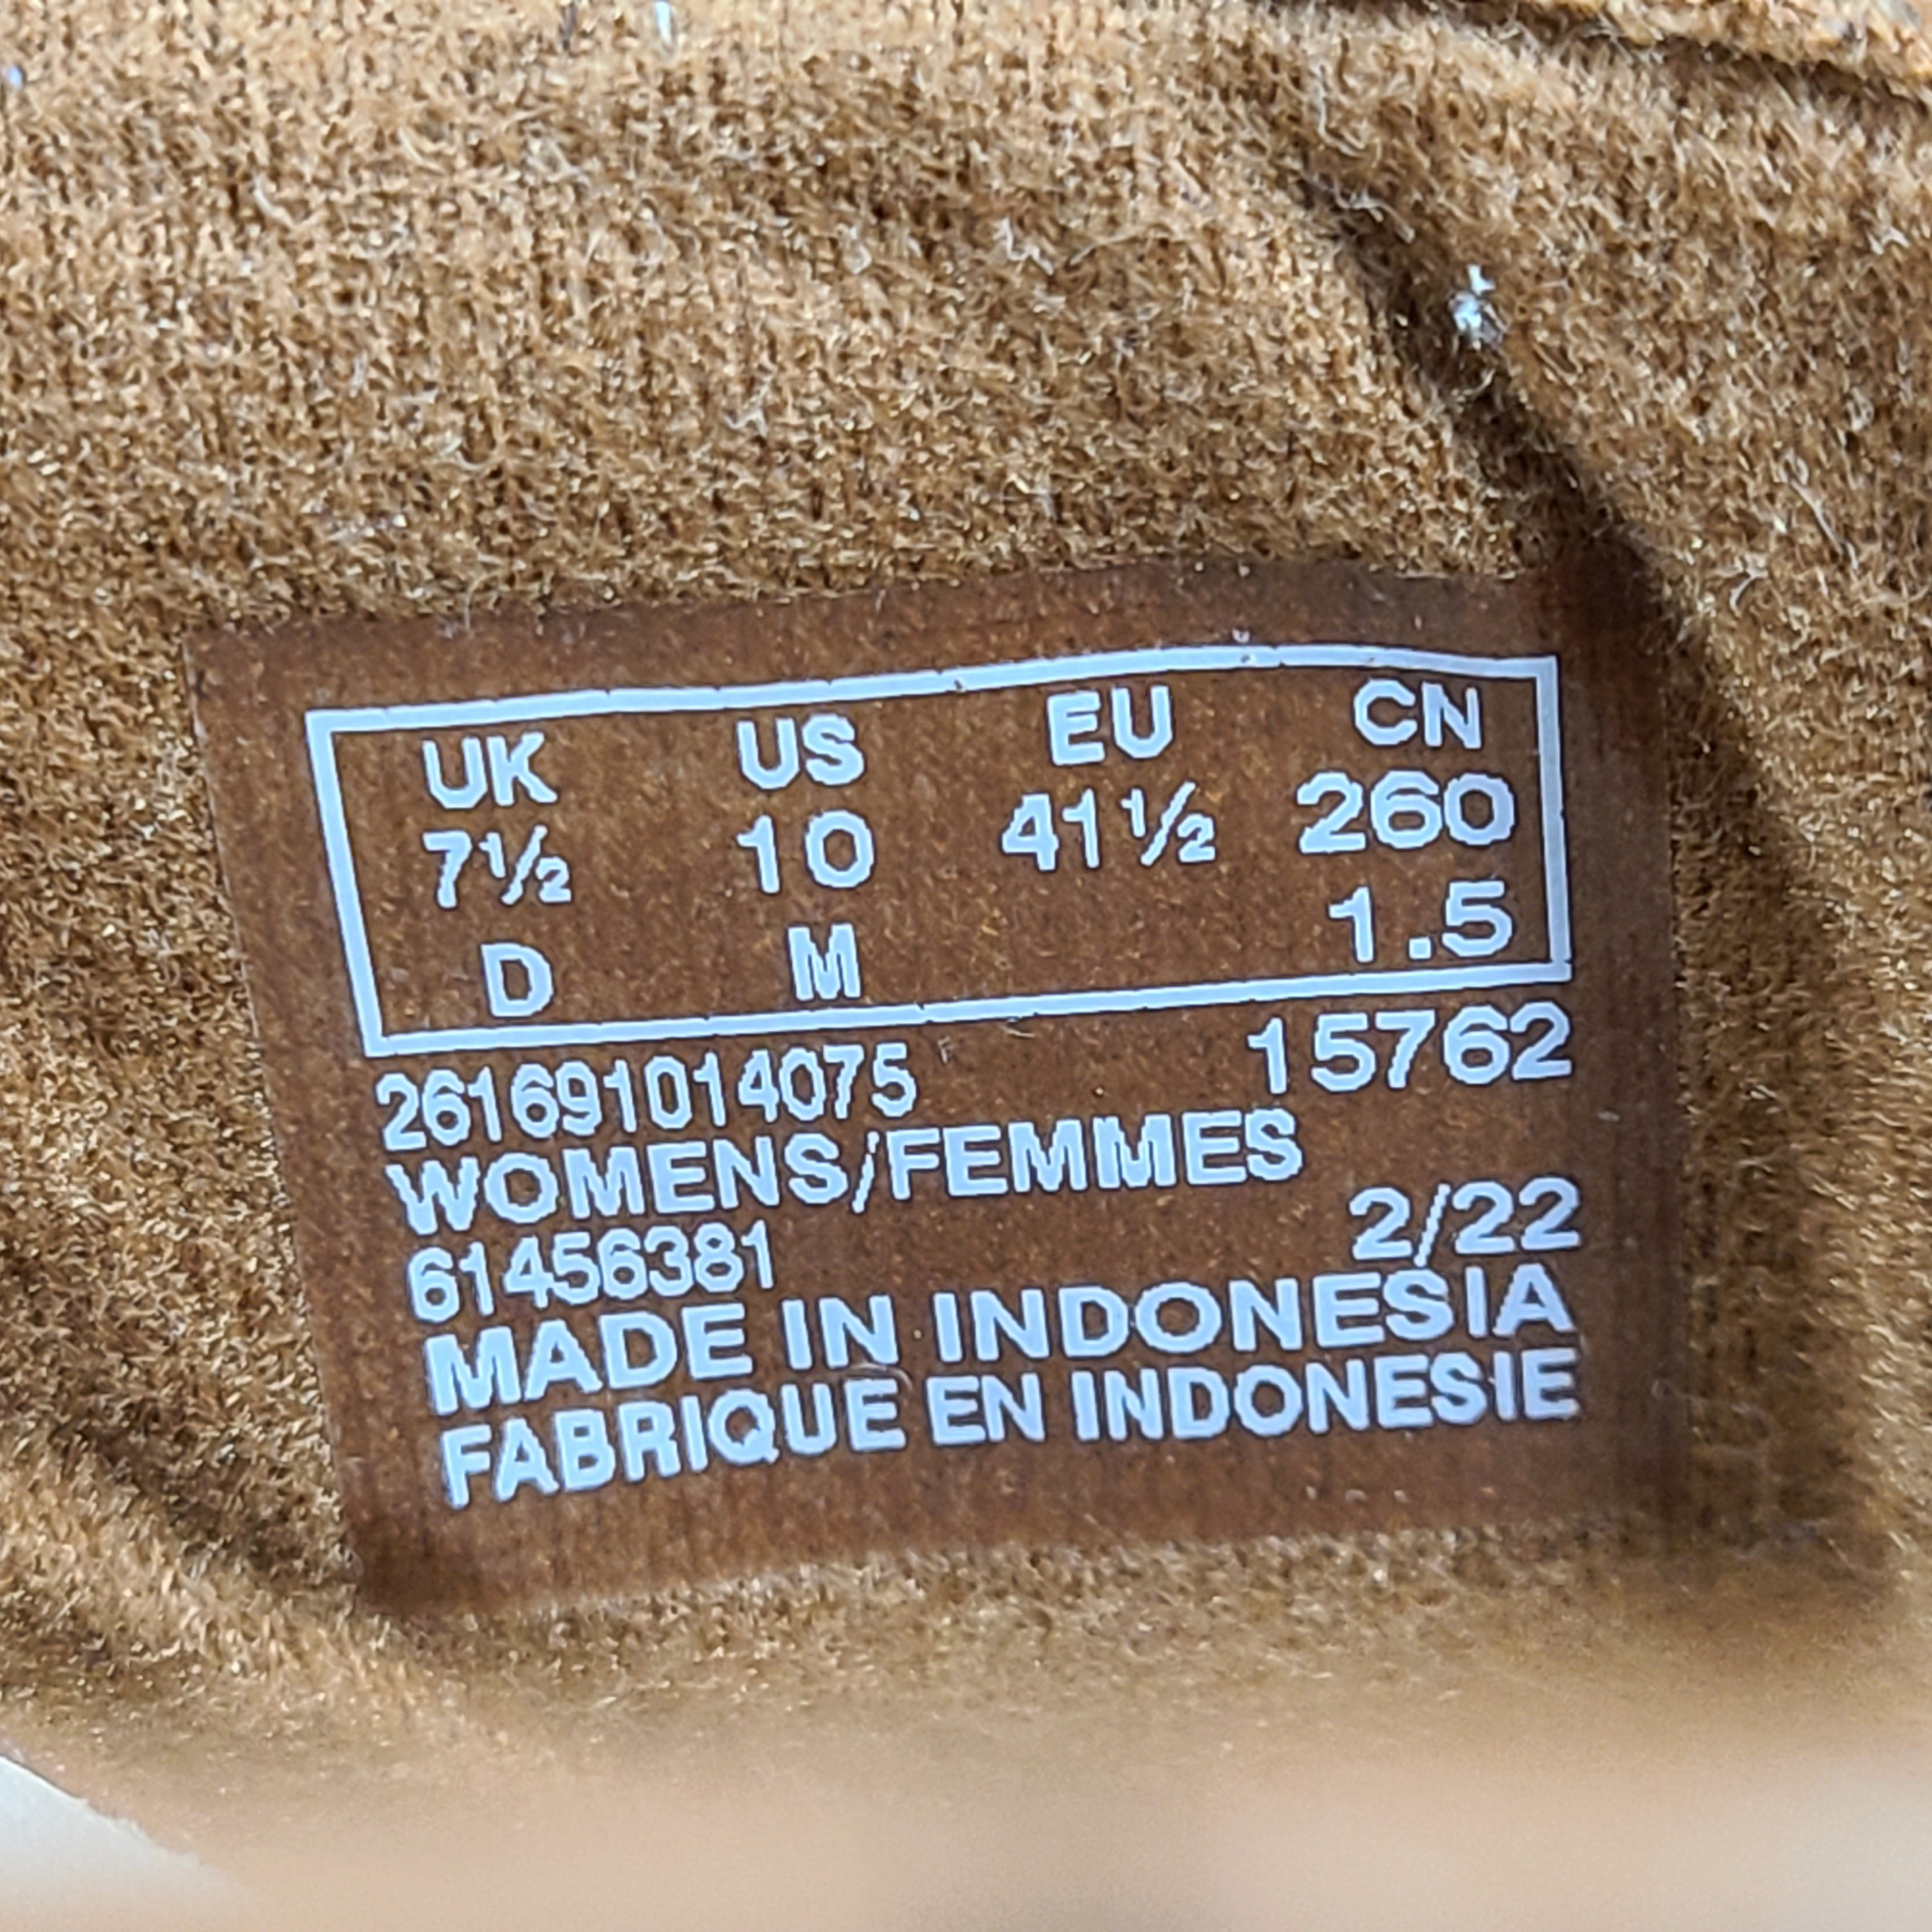 UK US EU CN
7½ 10 41½ 260
D M 1.5
261691014075 15762
WOMENS/FEMMES
61456381 2/22
MADE IN INDONESIA
FABRIQUE EN INDONESIE